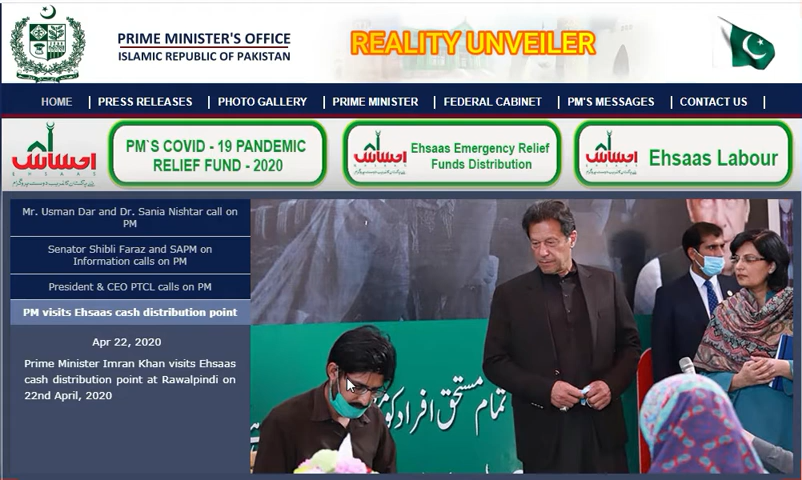 PRIME MINISTER'S OFFICE
ISLAMIC REPUBLIC OF PAKISTAN
REALITY UNVEILER
HOME
PRESS RELEASES
PHOTO GALLERY
PRIME MINISTER
FEDERAL CABINET
PM'S MESSAGES
CONTACT US
احساس
EHSAAS
PM`S COVID - 19 PANDEMIC
RELIEF FUND - 2020
احساس
EHSAAS
Ehsaas Emergency Relief
Funds Distribution
احساس
EHSAAS
Ehsaas Labour
Mr. Usman Dar and Dr. Sania Nishtar call on
PM
Senator Shibli Faraz and SAPM on
Information calls on PM
President & CEO PTCL calls on PM
PM visits Ehsaas cash distribution point
Apr 22, 2020
Prime Minister Imran Khan visits Ehsaas
cash distribution point at Rawalpindi on
22nd April, 2020
تمام مستحق افراد کو